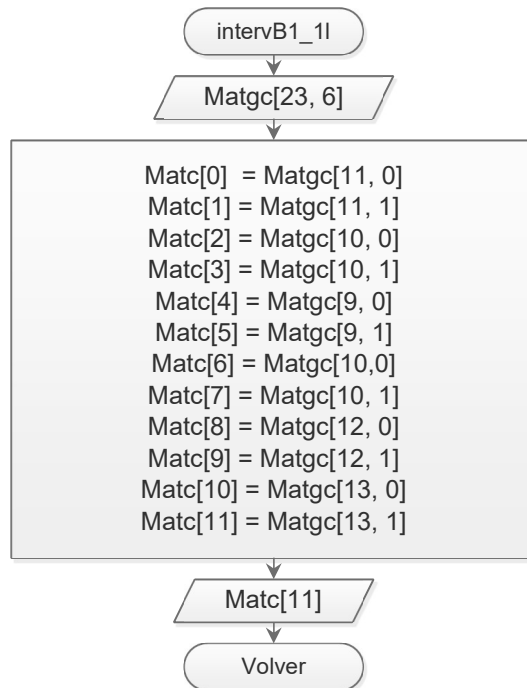 intervB1_1I
Matgc[23, 6]
Matc[0]  = Matgc[11, 0]
Matc[1] = Matgc[11, 1]
Matc[2] = Matgc[10, 0]
Matc[3] = Matgc[10, 1]
Matc[4] = Matgc[9, 0]
Matc[5] = Matgc[9, 1]
Matc[6] = Matgc[10,0]
Matc[7] = Matgc[10, 1]
Matc[8] = Matgc[12, 0]
Matc[9] = Matgc[12, 1]
Matc[10] = Matgc[13, 0]
Matc[11] = Matgc[13, 1]
Matc[11]
Volver